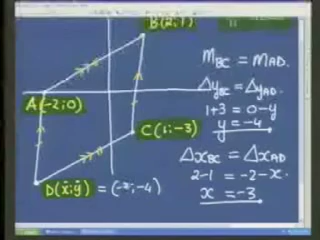 B(2;1)
m_BC = m_AD.
Δy_BC = Δy_AD.
A(-2;0)
1+3 = 0-y
y = -4
C(1;-3)
Δx_BC = Δx_AD
2-1 = -2-x.
D(x;y) = (-3;-4)
x = -3